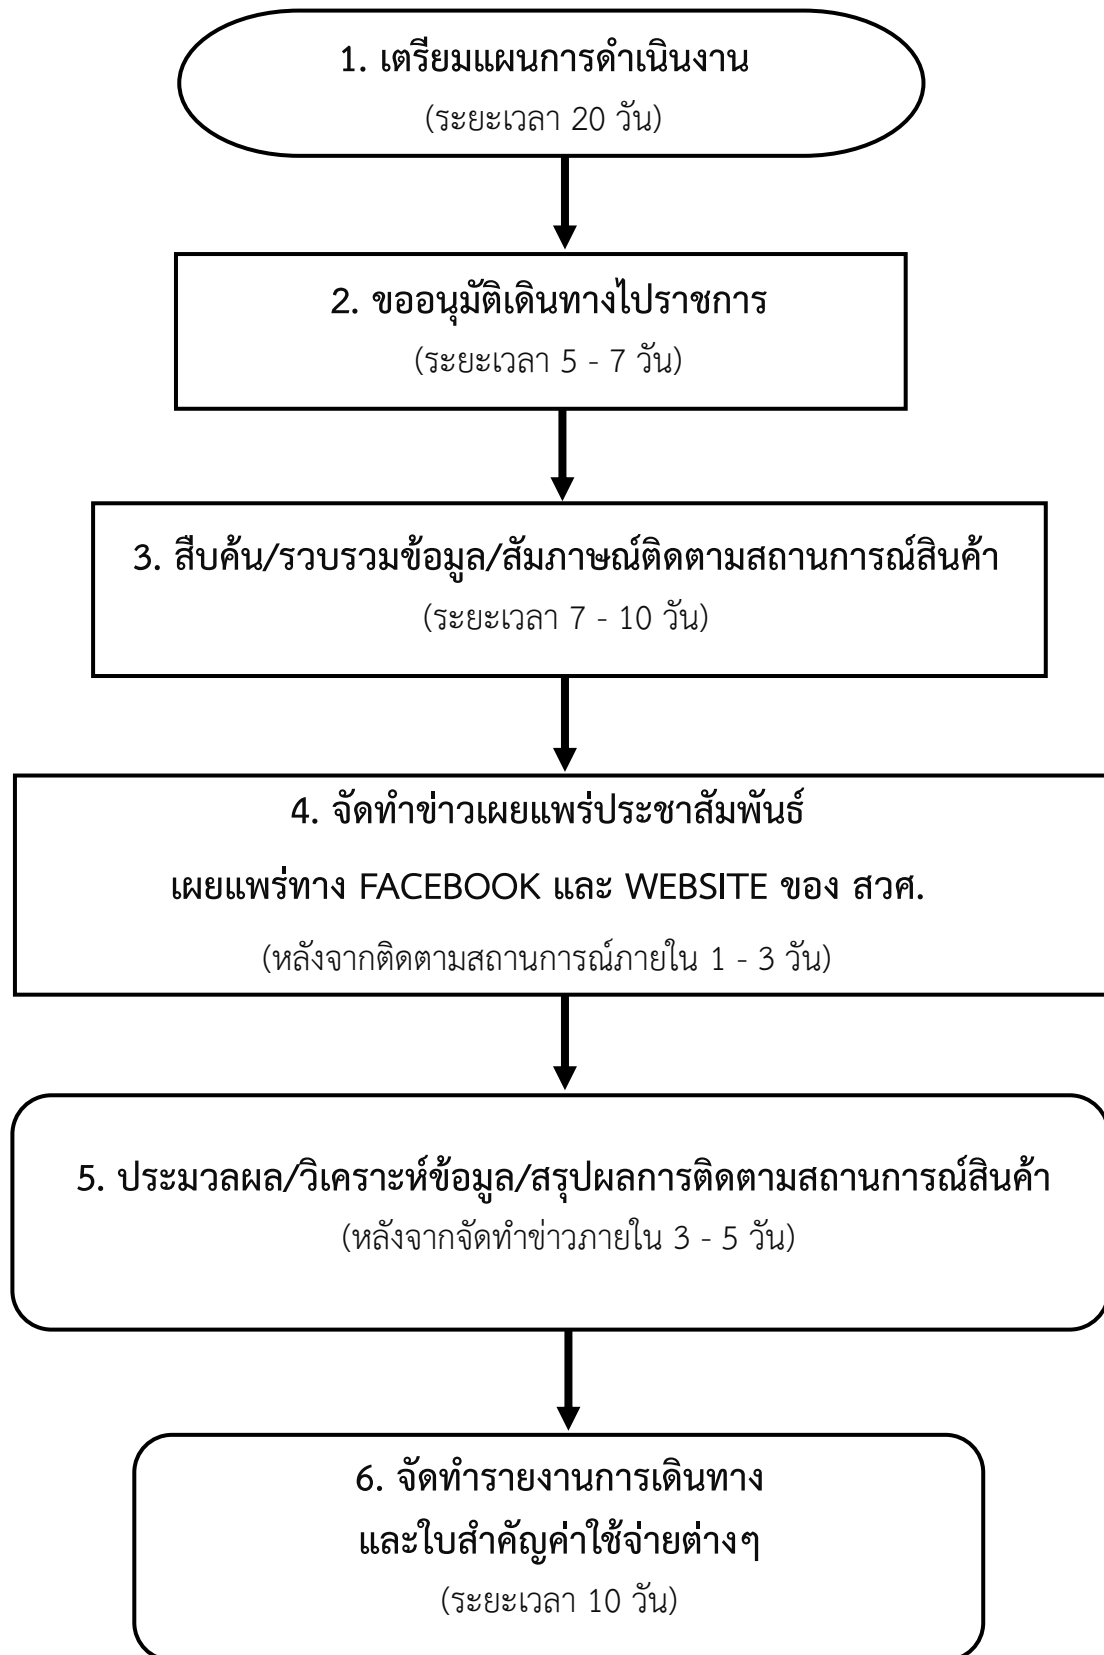 1. เตรียมแผนการดำเนินงาน
(ระยะเวลา 20 วัน)
2. ขออนุมัติเดินทางไปราชการ
(ระยะเวลา 5 - 7 วัน)
3. สืบค้น/รวบรวมข้อมูล/สัมภาษณ์ติดตามสถานการณ์สินค้า
(ระยะเวลา 7 - 10 วัน)
4. จัดทำข่าวเผยแพร่ประชาสัมพันธ์
เผยแพร่ทาง FACEBOOK และ WEBSITE ของ สวศ.
(หลังจากติดตามสถานการณ์ภายใน 1 - 3 วัน)
5. ประมวลผล/วิเคราะห์ข้อมูล/สรุปผลการติดตามสถานการณ์สินค้า
(หลังจากจัดทำข่าวภายใน 3 - 5 วัน)
6. จัดทำรายงานการเดินทาง
และใบสำคัญค่าใช้จ่ายต่างๆ
(ระยะเวลา 10 วัน)